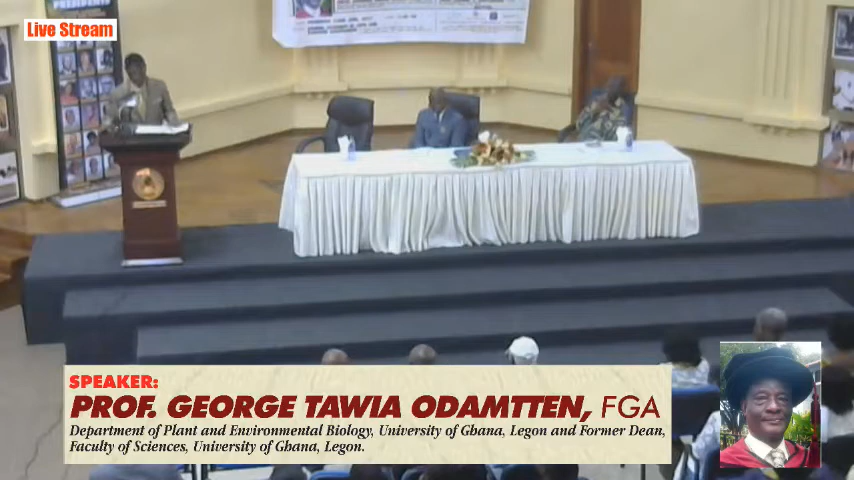 PRESIDENTS
Live Stream
SPEAKER:
PROF. GEORGE TAWIA ODAMTTEN, FGA
Department of Plant and Environmental Biology, University of Ghana, Legon and Former Dean,
Faculty of Sciences, University of Ghana, Legon.